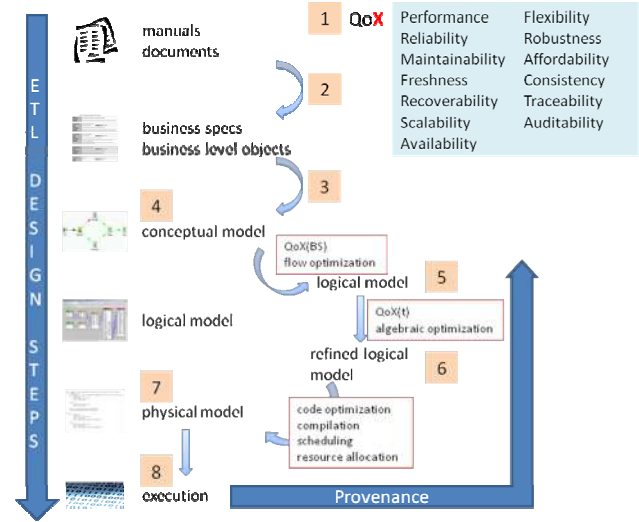 ETL DESIGN STEPS
manuals
documents
1
QoX
Performance
Reliability
Maintainability
Freshness
Recoverability
Scalability
Availability
Flexibility
Robustness
Affordability
Consistency
Traceability
Auditability
2
business specs
business level objects
3
4
conceptual model
QoX(BS)
flow optimization
logical model
5
QoX(t)
algebraic optimization
logical model
refined logical
model
6
7
physical model
code optimization
compilation
scheduling
resource allocation
8
execution
Provenance